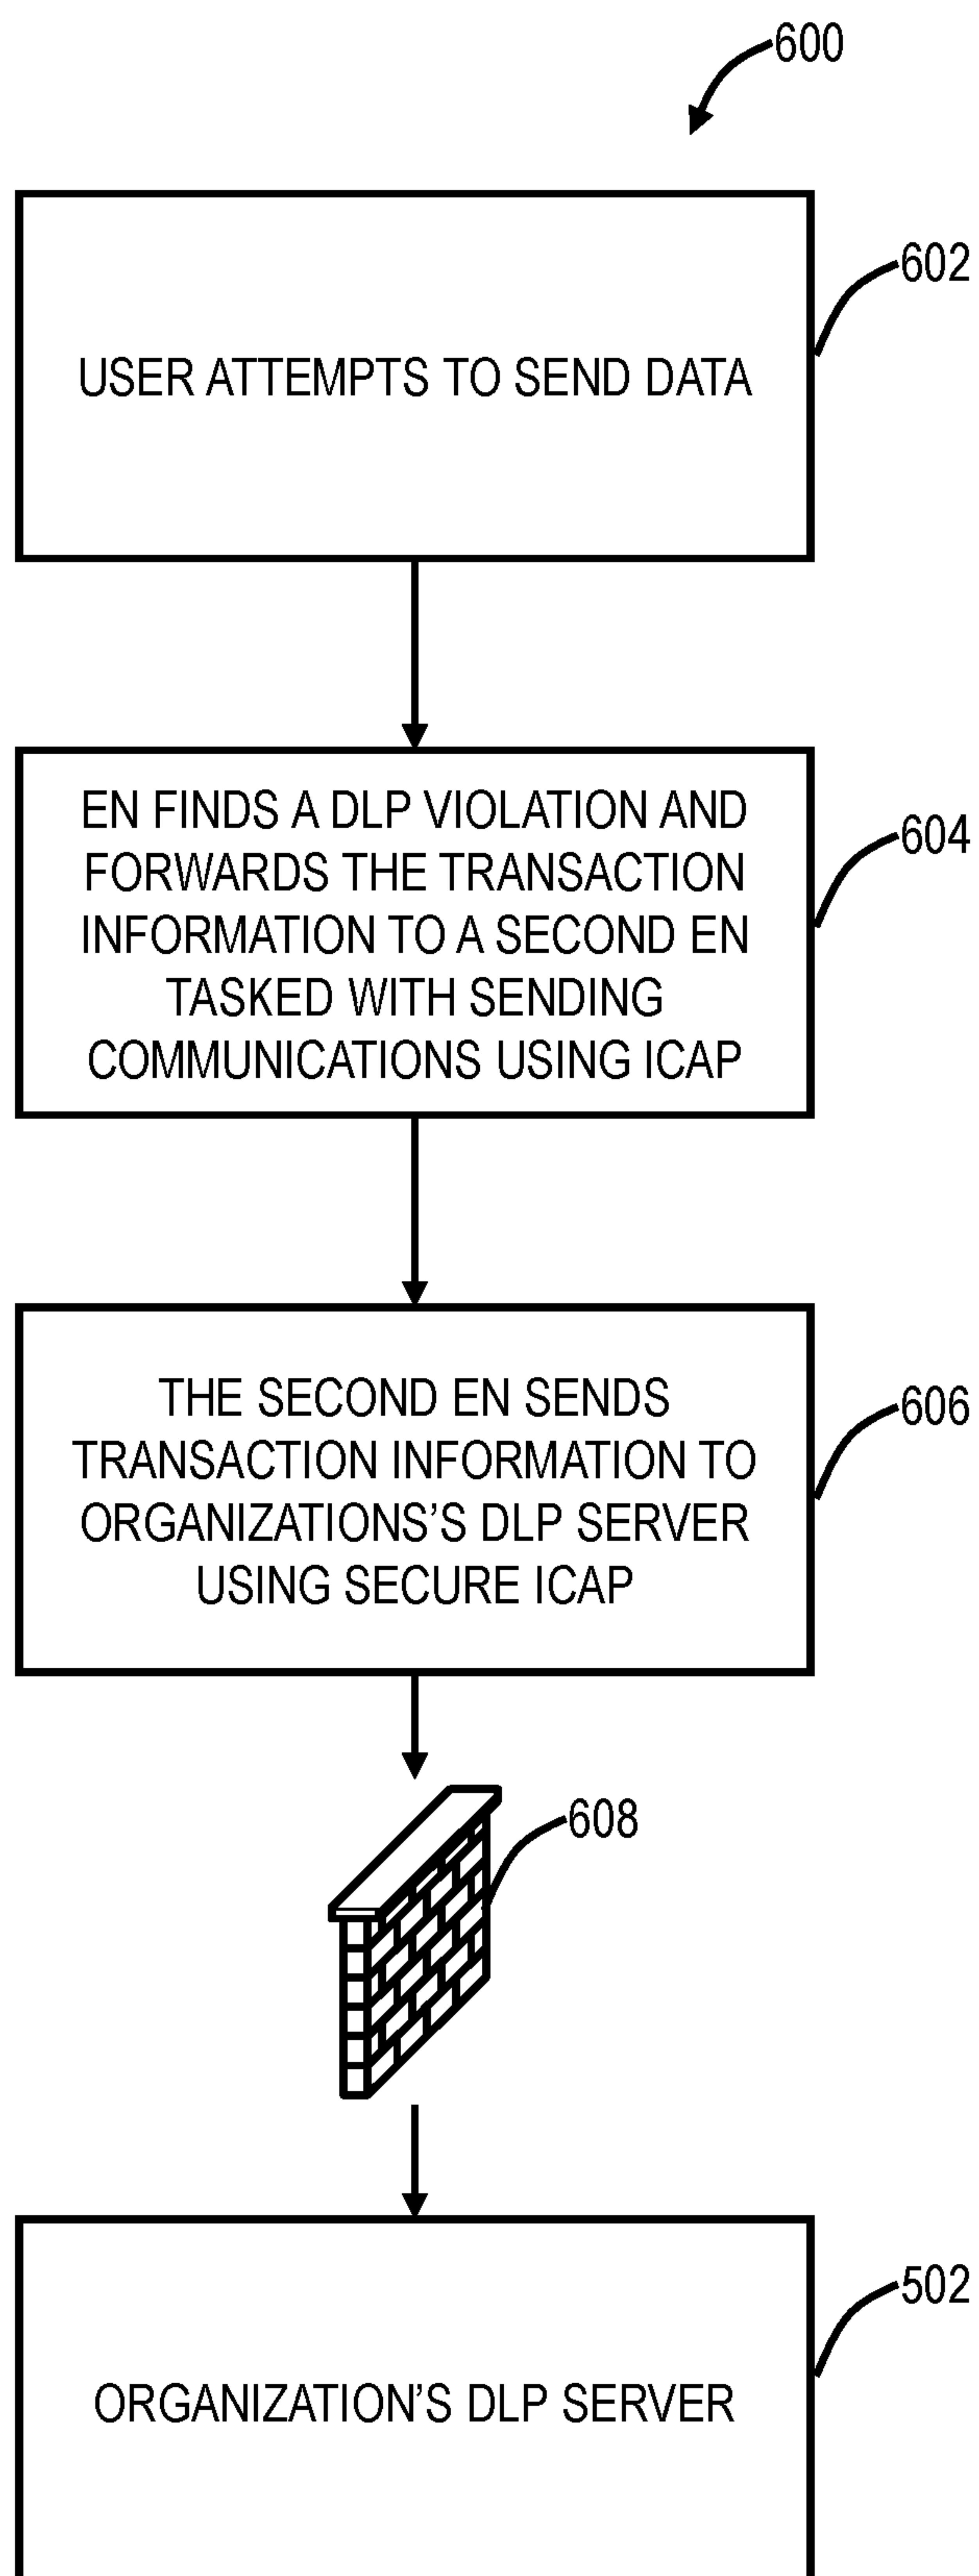 600
602
USER ATTEMPTS TO SEND DATA
EN FINDS A DLP VIOLATION AND
FORWARDS THE TRANSACTION
INFORMATION TO A SECOND EN
TASKED WITH SENDING
COMMUNICATIONS USING ICAP
604
THE SECOND EN SENDS
TRANSACTION INFORMATION TO
ORGANIZATIONS'S DLP SERVER
USING SECURE ICAP
606
608
502
ORGANIZATION'S DLP SERVER